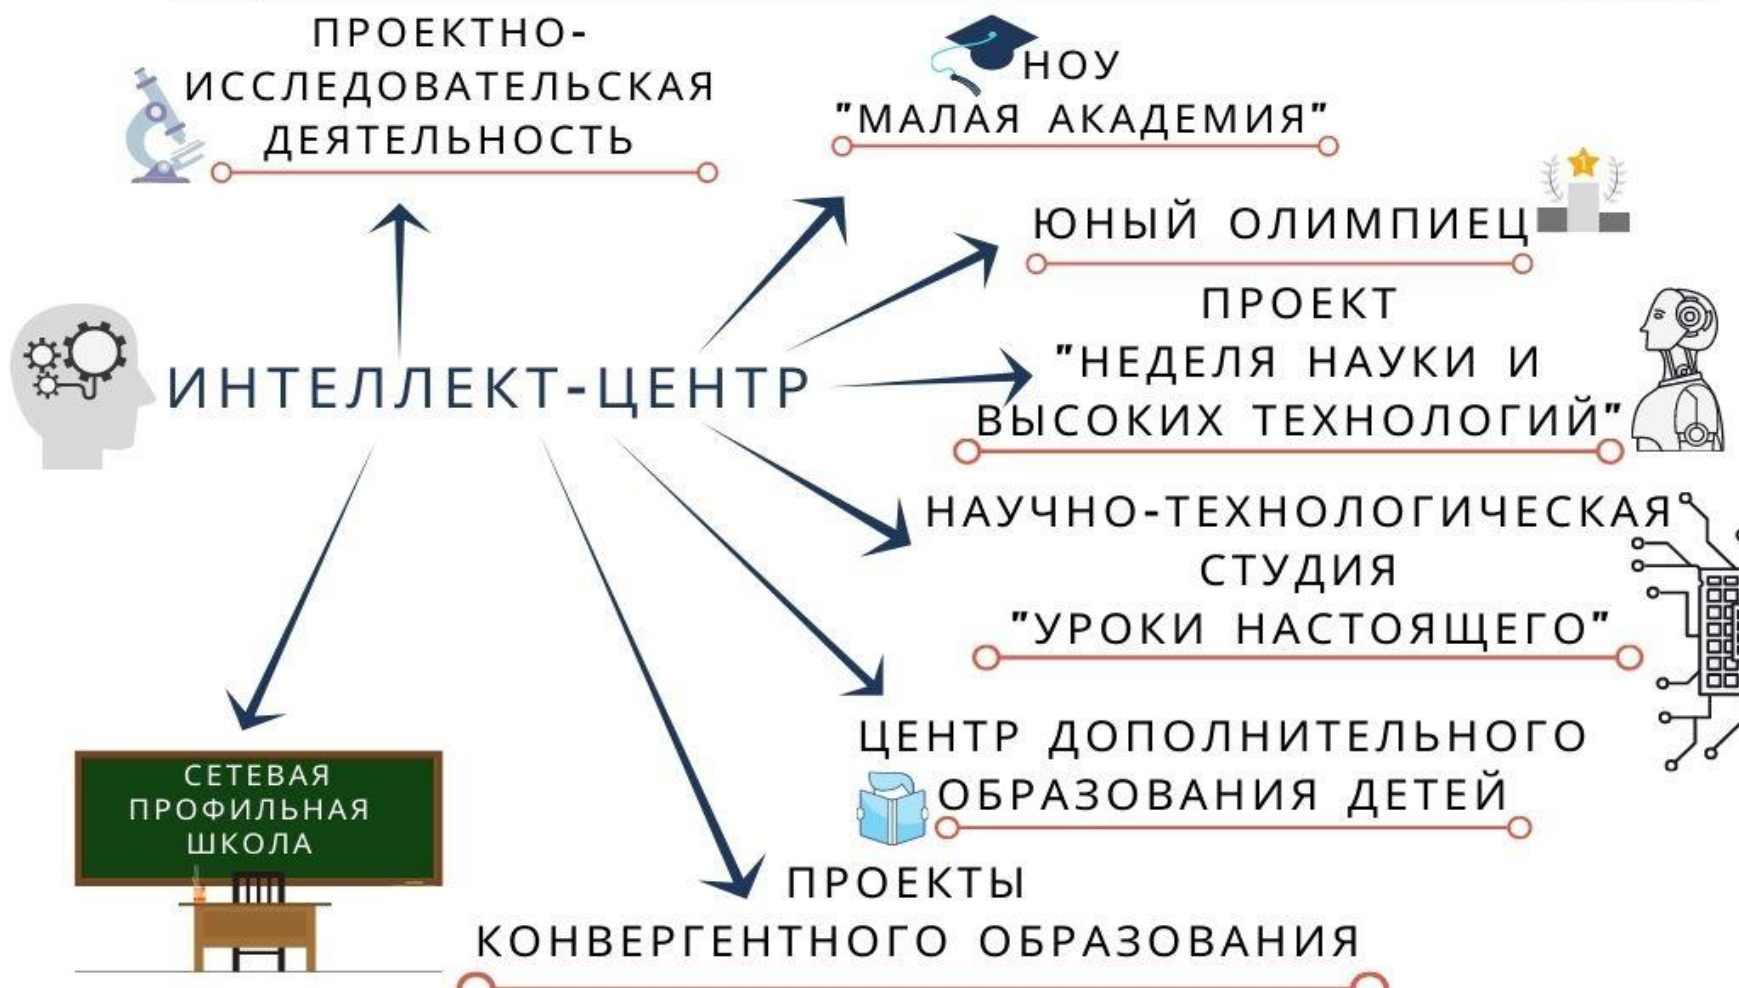 ПРОЕКТНО-
ИССЛЕДОВАТЕЛЬСКАЯ
ДЕЯТЕЛЬНОСТЬ
НОУ
"МАЛАЯ АКАДЕМИЯ"
ЮНЫЙ ОЛИМПИЕЦ
1
ПРОЕКТ
"НЕДЕЛЯ НАУКИ И
ВЫСОКИХ ТЕХНОЛОГИЙ"
ИНТЕЛЛЕКТ-ЦЕНТР
НАУЧНО-ТЕХНОЛОГИЧЕСКАЯ
СТУДИЯ
"УРОКИ НАСТОЯЩЕГО"
ЦЕНТР ДОПОЛНИТЕЛЬНОГО
ОБРАЗОВАНИЯ ДЕТЕЙ
СЕТЕВАЯ
ПРОФИЛЬНАЯ
ШКОЛА
ПРОЕКТЫ
КОНВЕРГЕНТНОГО ОБРАЗОВАНИЯ